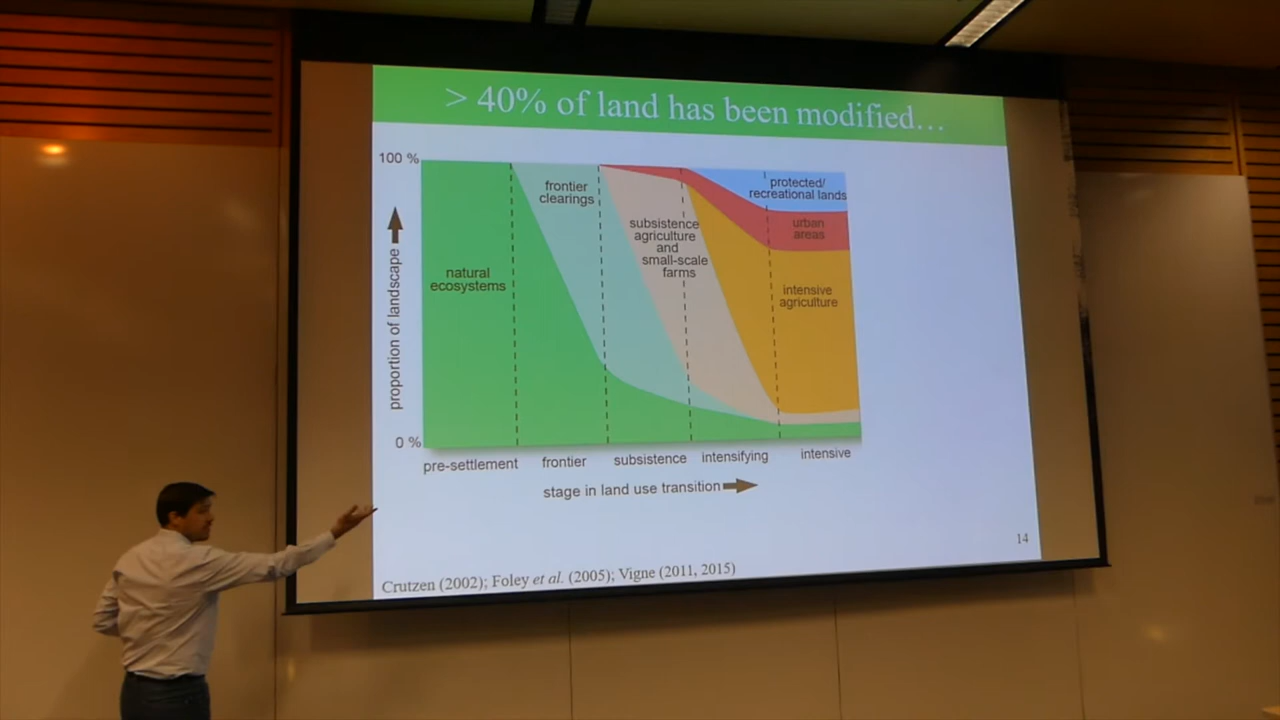 > 40% of land has been modified…
100 %
proportion of landscape
0 %
natural
ecosystems
frontier
clearings
subsistence
agriculture
and
small-scale
farms
protected/
recreational lands
urban
areas
intensive
agriculture
pre-settlement
frontier
subsistence
intensifying
intensive
stage in land use transition
14
Crutzen (2002); Foley et al. (2005); Vigne (2011, 2015)